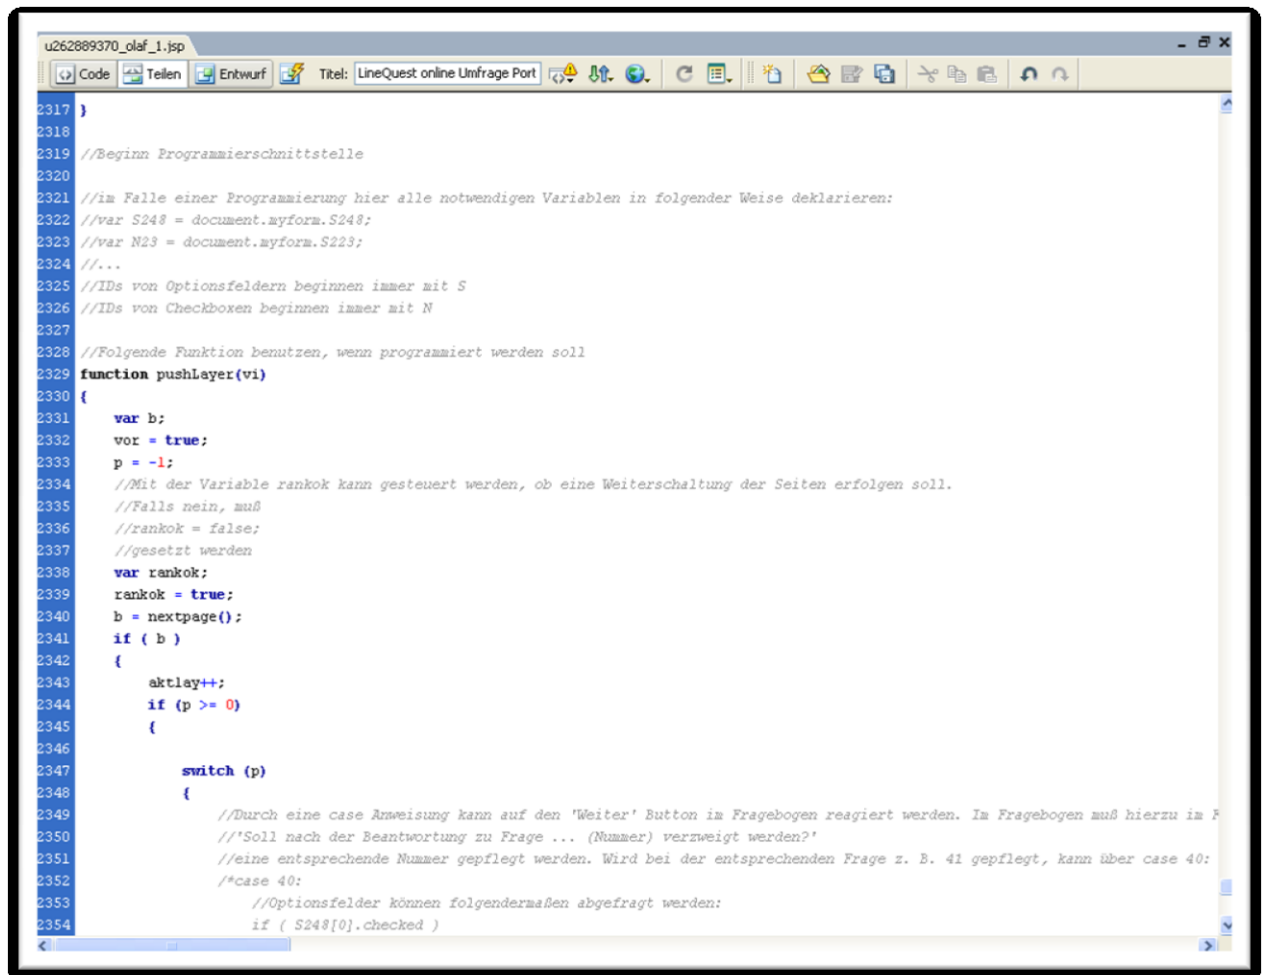 u262889370_olaf_1.jsp
Code Teilen Entwurf Titel: LineQuest online Umfrage Port
2317 }
2318
2319 //Beginn Programmierschnittstelle
2320
2321 //im Falle einer Programmierung hier alle notwendigen Variablen in folgender Weise deklarieren:
2322 //var S248 = document.myform.S248;
2323 //var N23 = document.myform.S223;
2324 //...
2325 //IDs von Optionsfeldern beginnen immer mit S
2326 //IDs von Checkboxen beginnen immer mit N
2327
2328 //Folgende Funktion benutzen, wenn programmiert werden soll
2329 function pushLayer(vi)
2330 {
2331 var b;
2332 vor = true;
2333 p = -1;
2334 //Mit der Variable rankok kann gesteuert werden, ob eine Weiterschaltung der Seiten erfolgen soll.
2335 //Falls nein, muß
2336 //rankok = false;
2337 //gesetzt werden
2338 var rankok;
2339 rankok = true;
2340 b = nextpage();
2341 if ( b )
2342 {
2343 aktlay++;
2344 if (p >= 0)
2345 {
2346
2347 switch (p)
2348 {
2349 //Durch eine case Anweisung kann auf den 'Weiter' Button im Fragebogen reagiert werden. Im Fragebogen muß hierzu im F
2350 //'Soll nach der Beantwortung zu Frage ... (Nummer) verzweigt werden?'
2351 //eine entsprechende Nummer gepflegt werden. Wird bei der entsprechenden Frage z. B. 41 gepflegt, kann über case 40:
2352 /*case 40:
2353 //Optionsfelder können folgendermaßen abgefragt werden:
2354 if ( S248[0].checked )